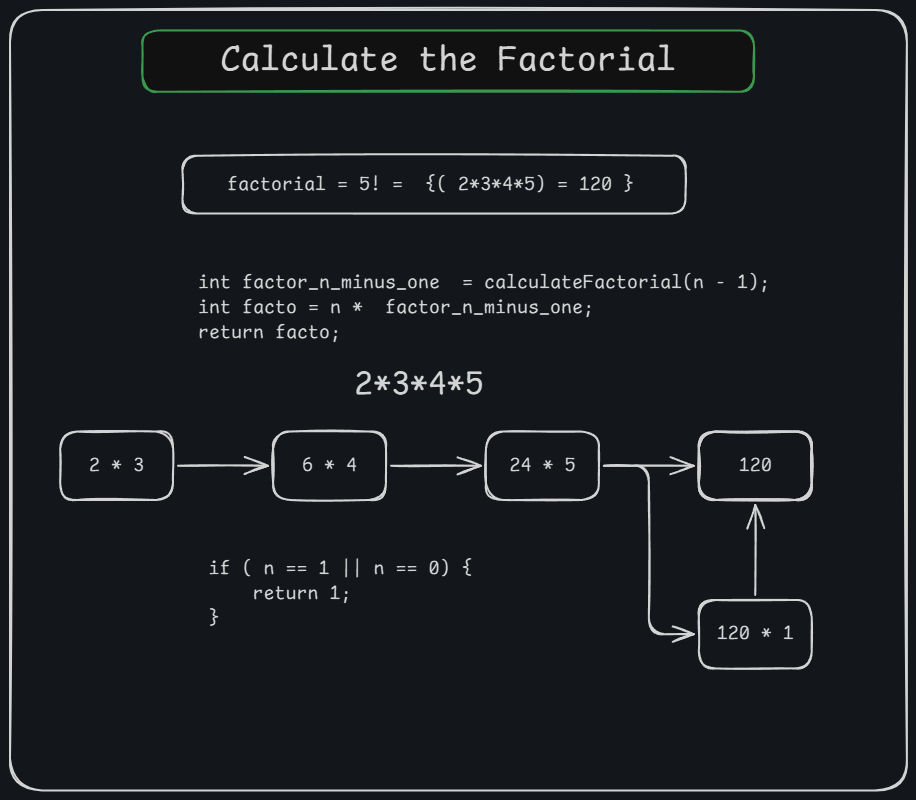 Calculate the Factorial
factorial = 5! =  {( 2*3*4*5) = 120 }
int factor_n_minus_one  = calculateFactorial(n - 1);
int facto = n *  factor_n_minus_one;
return facto;
2*3*4*5
2 * 3
6 * 4
24 * 5
120
if ( n == 1 || n == 0) {
    return 1;
}
120 * 1